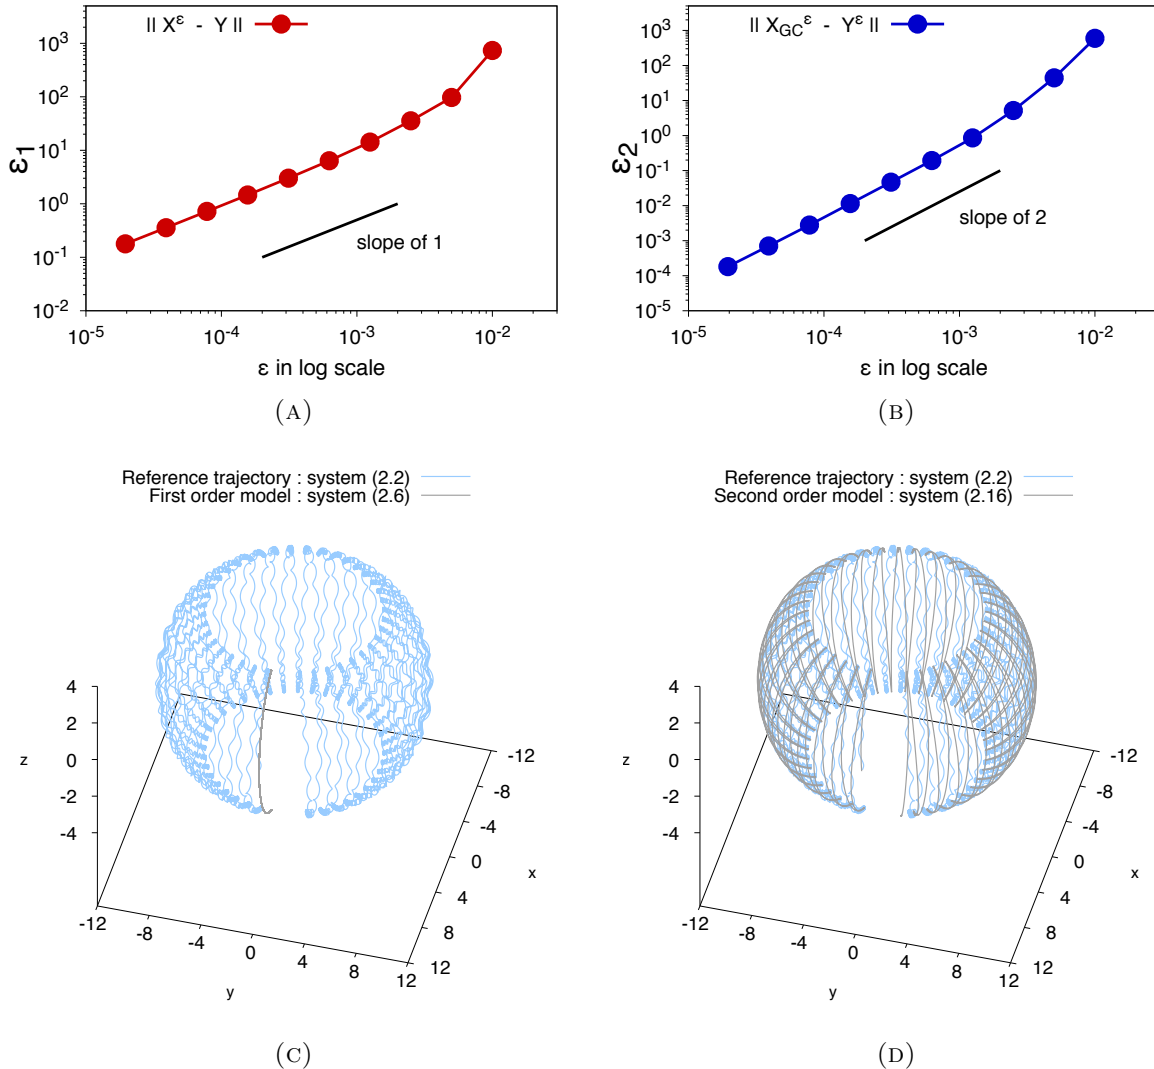 || X^ε - Y ||
ε_1
10^3
10^2
10^1
10^0
10^-1
10^-2
10^-5
10^-4
10^-3
10^-2
slope of 1
ε in log scale
(A)
|| X_GC^ε - Y^ε ||
ε_2
10^3
10^2
10^1
10^0
10^-1
10^-2
10^-3
10^-4
10^-5
10^-5
10^-4
10^-3
10^-2
slope of 2
ε in log scale
(B)
Reference trajectory : system (2.2)
First order model : system (2.6)
4
2
0
-2
-4
z
-12
-8
-4
0
4
8
12
x
-12
-8
-4
0
4
8
12
y
(C)
Reference trajectory : system (2.2)
Second order model : system (2.16)
4
2
0
-2
-4
z
-12
-8
-4
0
4
8
12
x
-12
-8
-4
0
4
8
12
y
(D)